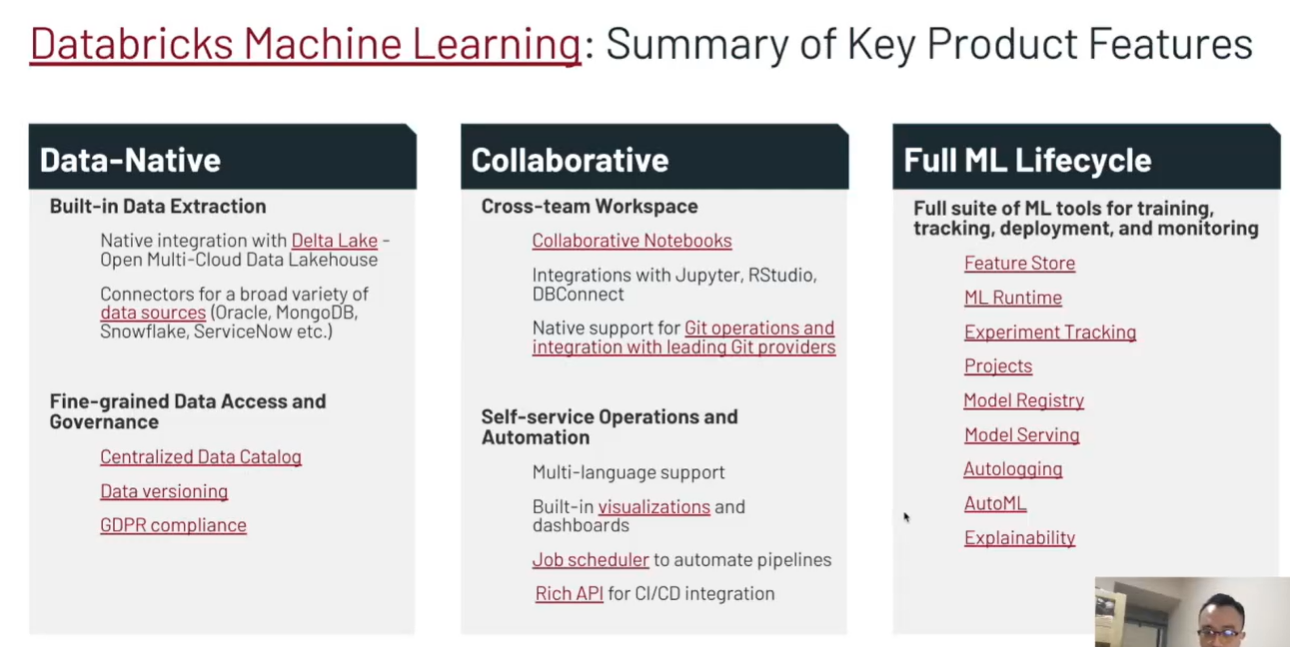 Databricks Machine Learning: Summary of Key Product Features
Data-Native
Built-in Data Extraction
Native integration with Delta Lake -
Open Multi-Cloud Data Lakehouse
Connectors for a broad variety of
data sources (Oracle, MongoDB,
Snowflake, ServiceNow etc.)
Fine-grained Data Access and
Governance
Centralized Data Catalog
Data versioning
GDPR compliance
Collaborative
Cross-team Workspace
Collaborative Notebooks
Integrations with Jupyter, RStudio,
DBConnect
Native support for Git operations and
integration with leading Git providers
Self-service Operations and
Automation
Multi-language support
Built-in visualizations and
dashboards
Job scheduler to automate pipelines
Rich API for CI/CD integration
Full ML Lifecycle
Full suite of ML tools for training,
tracking, deployment, and monitoring
Feature Store
ML Runtime
Experiment Tracking
Projects
Model Registry
Model Serving
Autologging
AutoML
Explainability